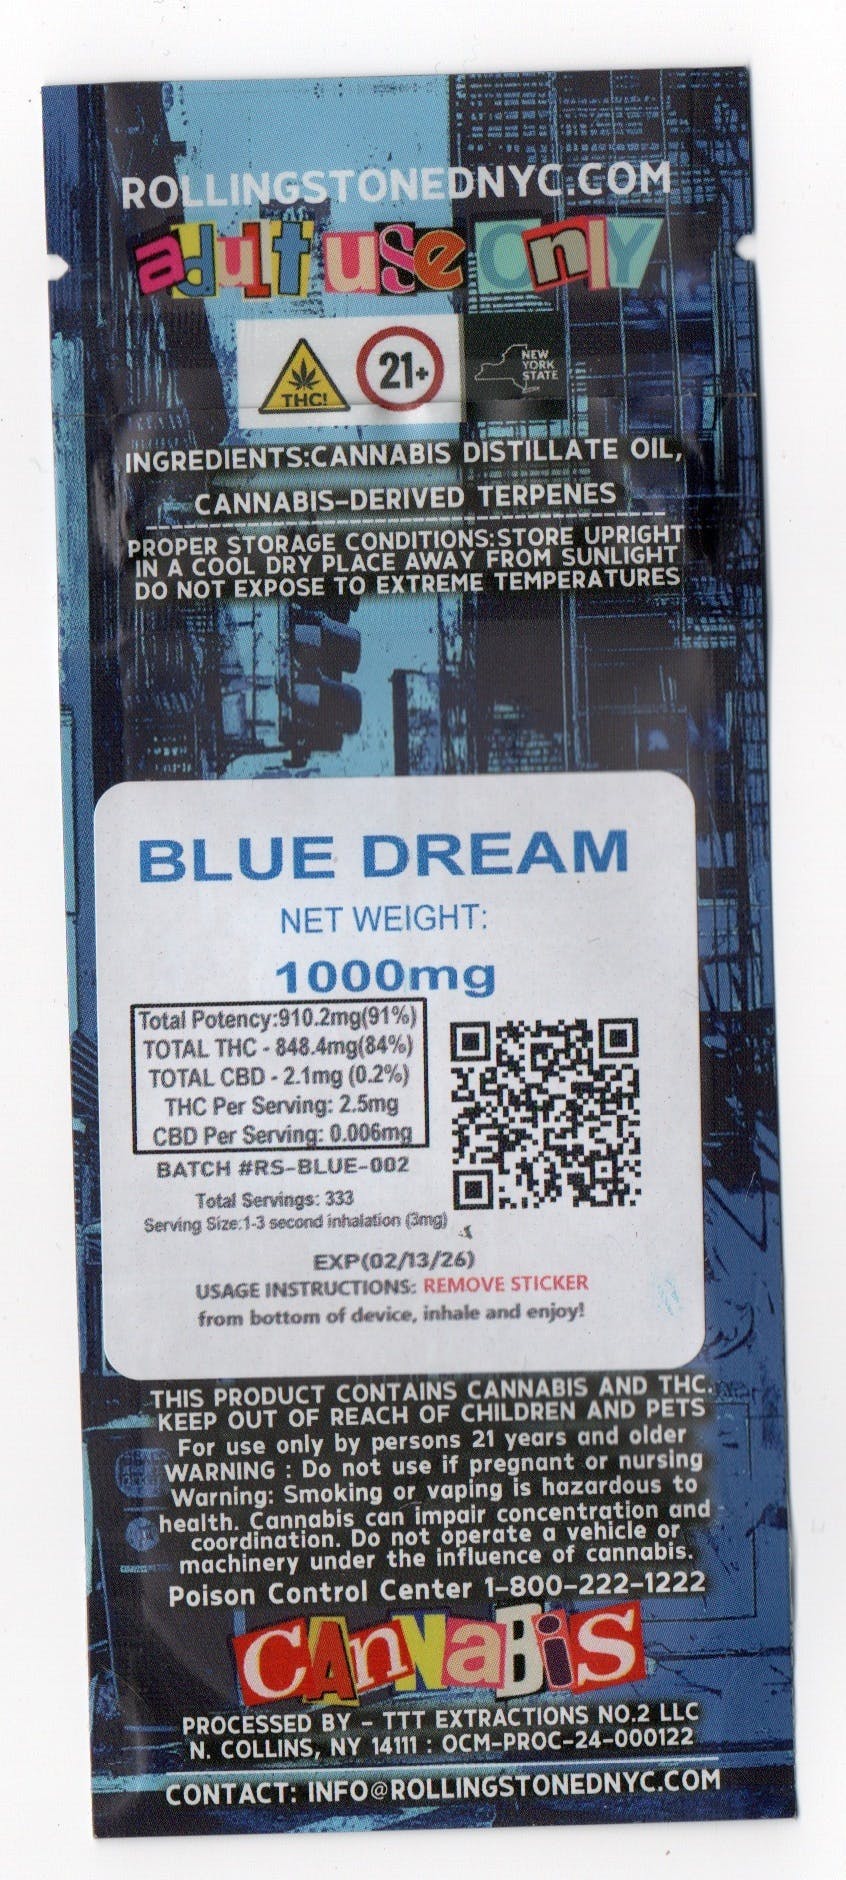 ROLLINGSTONEDNYC.COM
adult use Only
THC!
21+
NEW
YORK
STATE
INGREDIENTS:CANNABIS DISTILLATE OIL,
CANNABIS-DERIVED TERPENES
PROPER STORAGE CONDITIONS:STORE UPRIGHT
IN A COOL DRY PLACE AWAY FROM SUNLIGHT
DO NOT EXPOSE TO EXTREME TEMPERATURES
BLUE DREAM
NET WEIGHT:
1000mg
Total Potency:910.2mg(91%)
TOTAL THC - 848.4mg(84%)
TOTAL CBD - 2.1mg (0.2%)
THC Per Serving: 2.5mg
CBD Per Serving: 0.006mg
BATCH #RS-BLUE-002
Total Servings: 333
Serving Size:1-3 second inhalation (3mg)
EXP(02/13/26)
USAGE INSTRUCTIONS: REMOVE STICKER
from bottom of device, inhale and enjoy!
THIS PRODUCT CONTAINS CANNABIS AND THC.
KEEP OUT OF REACH OF CHILDREN AND PETS
For use only by persons 21 years and older
WARNING : Do not use if pregnant or nursing
Warning: Smoking or vaping is hazardous to
health. Cannabis can impair concentration and
coordination. Do not operate a vehicle or
machinery under the influence of cannabis.
Poison Control Center 1-800-222-1222
CAnNaBiS
PROCESSED BY - TTT EXTRACTIONS NO.2 LLC
N. COLLINS, NY 14111 : OCM-PROC-24-000122
CONTACT: INFO@ROLLINGSTONEDNYC.COM